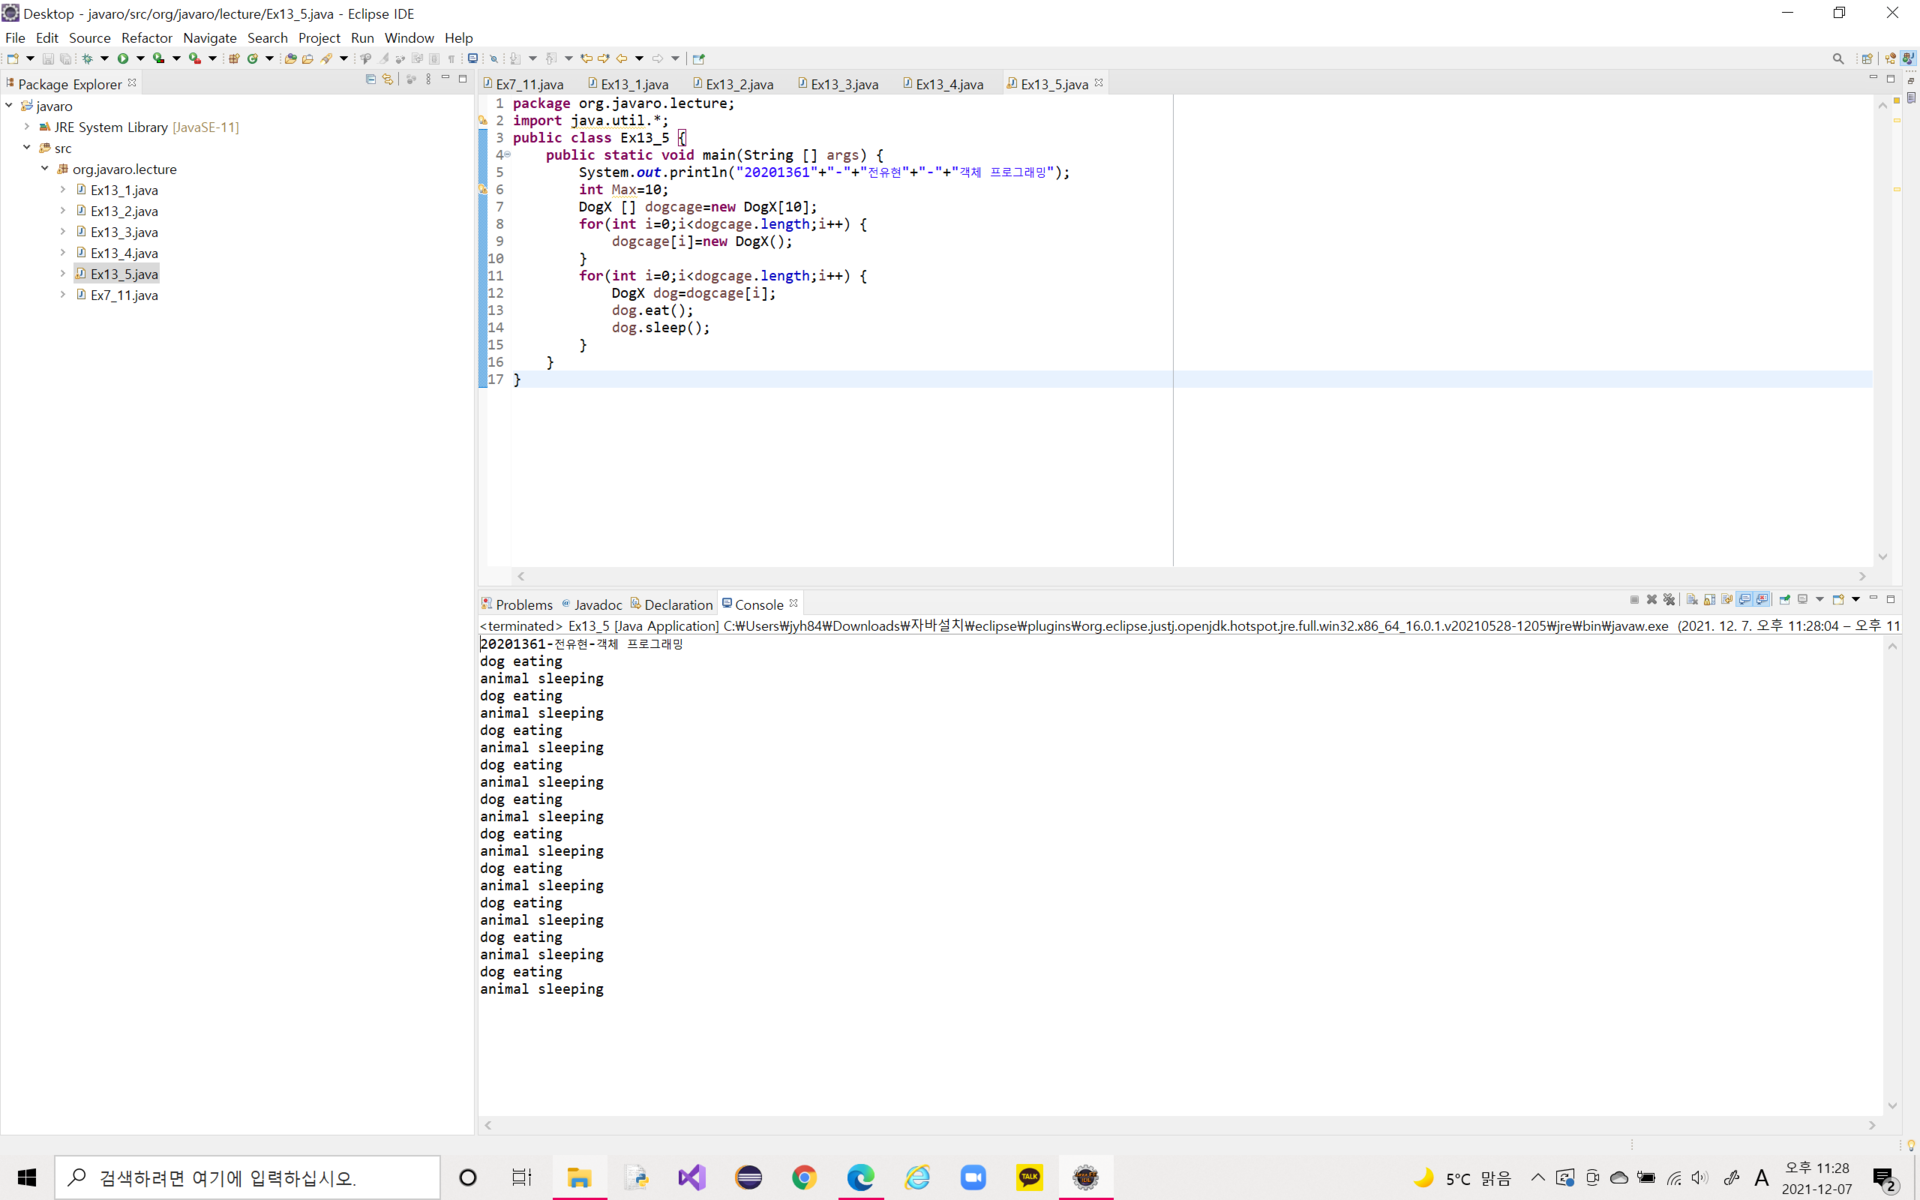 Desktop - javaro/src/org/javaro/lecture/Ex13_5.java - Eclipse IDE
File Edit Source Refactor Navigate Search Project Run Window Help
Package Explorer
javaro
JRE System Library [JavaSE-11]
src
org.javaro.lecture
Ex13_1.java
Ex13_2.java
Ex13_3.java
Ex13_4.java
Ex13_5.java
Ex7_11.java
Ex7_11.java Ex13_1.java Ex13_2.java Ex13_3.java Ex13_4.java Ex13_5.java
1 package org.javaro.lecture;
2 import java.util.*;
3 public class Ex13_5 {
4 public static void main(String [] args) {
5 System.out.println("20201361"+"-"+"전유현"+"-"+"객체 프로그래밍");
6 int Max=10;
7 DogX [] dogcage=new DogX[10];
8 for(int i=0;i<dogcage.length;i++) {
9 dogcage[i]=new DogX();
10 }
11 for(int i=0;i<dogcage.length;i++) {
12 DogX dog=dogcage[i];
13 dog.eat();
14 dog.sleep();
15 }
16 }
17 }
Problems Javadoc Declaration Console
<terminated> Ex13_5 [Java Application] C:₩Users₩jyh84₩Downloads₩자바설치₩eclipse₩plugins₩org.eclipse.justj.openjdk.hotspot.jre.full.win32.x86_64_16.0.1.v20210528-1205₩jre₩bin₩javaw.exe (2021. 12. 7. 오후 11:28:04 – 오후 11
20201361-전유현-객체 프로그래밍
dog eating
animal sleeping
dog eating
animal sleeping
dog eating
animal sleeping
dog eating
animal sleeping
dog eating
animal sleeping
dog eating
animal sleeping
dog eating
animal sleeping
dog eating
animal sleeping
dog eating
animal sleeping
dog eating
animal sleeping
검색하려면 여기에 입력하십시오.
TALK
5°C 맑음
A
오후 11:28
2021-12-07
2